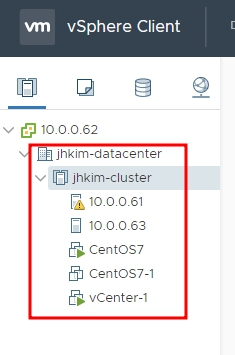 vm vSphere Client
10.0.0.62
jhkim-datacenter
jhkim-cluster
10.0.0.61
10.0.0.63
CentOS7
CentOS7-1
vCenter-1